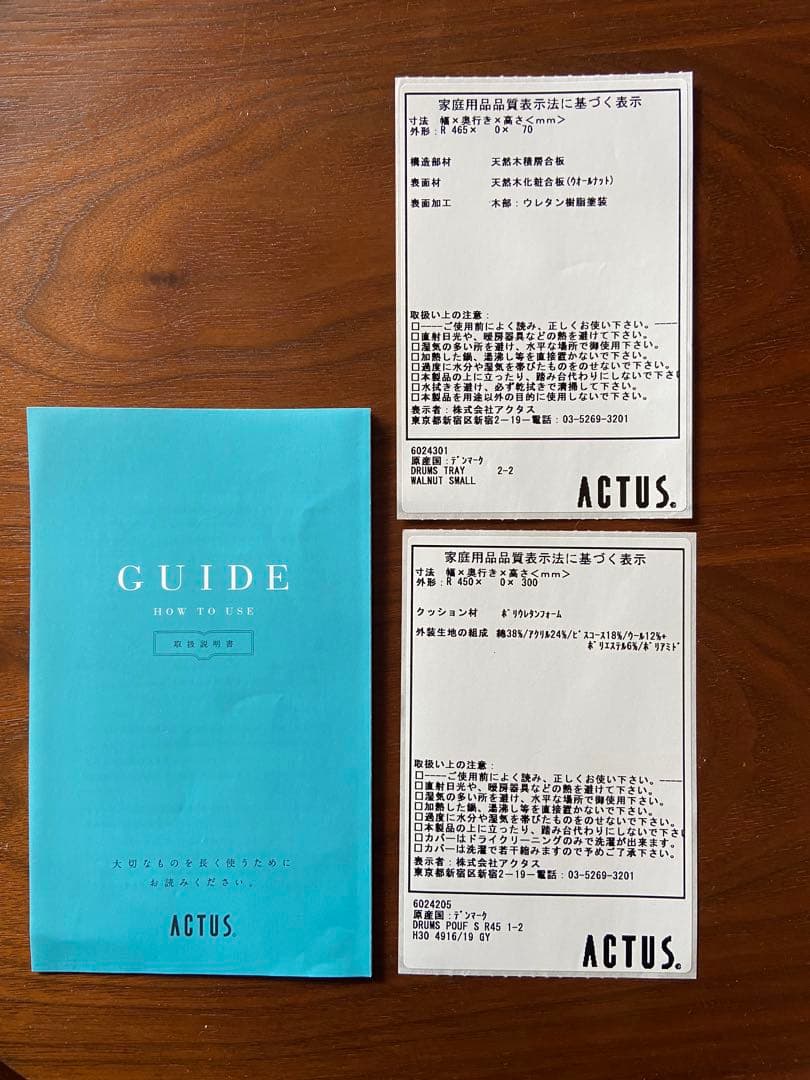 GUIDE
HOW TO USE
取扱説明書
大切なものを長く使うために
お読みください。
ACTUS
家庭用品品質表示法に基づく表示
寸法 幅×奥行き×高さ<mm>
外形:R 465× 0× 70
構造部材 天然木積層合板
表面材 天然木化粧合板(ウオールナット)
表面加工 木部:ウレタン樹脂塗装
取扱い上の注意:
□----ご使用前によく読み、正しくお使い下さい。----
□直射日光や、暖房器具などの熱を避けて下さい。
□湿気の多い所を避け、水平な場所で御使用下さい。
□加熱した鍋、湯沸し等を直接置かないで下さい。
□過度に水分や湿気を帯びたものをのせないで下さい。
□本製品の上に立ったり、踏み台代わりにしないで下さ
□水拭きを避け、必ず乾拭きで清掃して下さい。
□本製品を用途以外の目的に使用しないで下さい。
表示者:株式会社アクタス
東京都新宿区新宿2-19-電話:03-5269-3201
6024301
原産国:デンマーク
DRUMS TRAY 2-2
WALNUT SMALL
ACTUS
家庭用品品質表示法に基づく表示
寸法 幅×奥行き×高さ<mm>
外形:R 450× 0× 300
クッション材 ポリウレタンフォーム
外装生地の組成 綿38%/アクリル24%/ビスコース18%/ウール12%+
ポリエステル6%/ポリアミド
取扱い上の注意:
□----ご使用前によく読み、正しくお使い下さい。----
□直射日光や、暖房器具などの熱を避けて下さい。
□湿気の多い所を避け、水平な場所で御使用下さい。
□加熱した鍋、湯沸し等を直接置かないで下さい。
□過度に水分や湿気を帯びたものをのせないで下さい。
□本製品の上に立ったり、踏み台代わりにしないで下さ
□カバーはドライクリーニングのみで洗濯が出来ます。
□カバーは洗濯で若干縮みますので予めご了承下さい。
表示者:株式会社アクタス
東京都新宿区新宿2-19-電話:03-5269-3201
6024205
原産国:デンマーク
DRUMS POUF S R45 1-2
H30 4916/19 GY
ACTUS